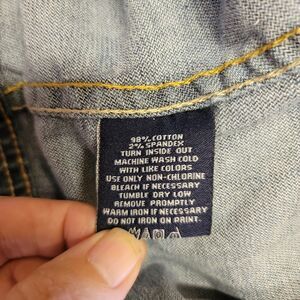 98% COTTON
2% SPANDEX
TURN INSIDE OUT
MACHINE WASH COLD
WITH LIKE COLORS
USE ONLY NON-CHLORINE
BLEACH IF NECESSARY
TUMBLE DRY LOW
REMOVE PROMPTLY
WARM IRON IF NECESSARY
DO NOT IRON ON PRINT.